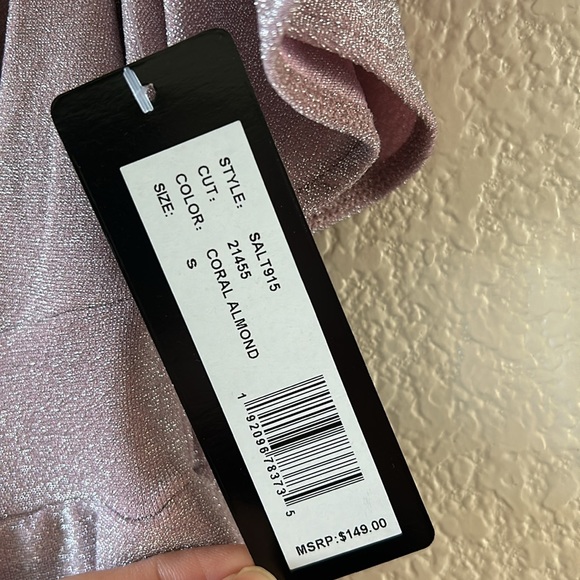 STYLE: SALT915
CUT: 21455
COLOR: CORAL ALMOND
SIZE: S
1 92096 78373 5
MSRP:$149.00